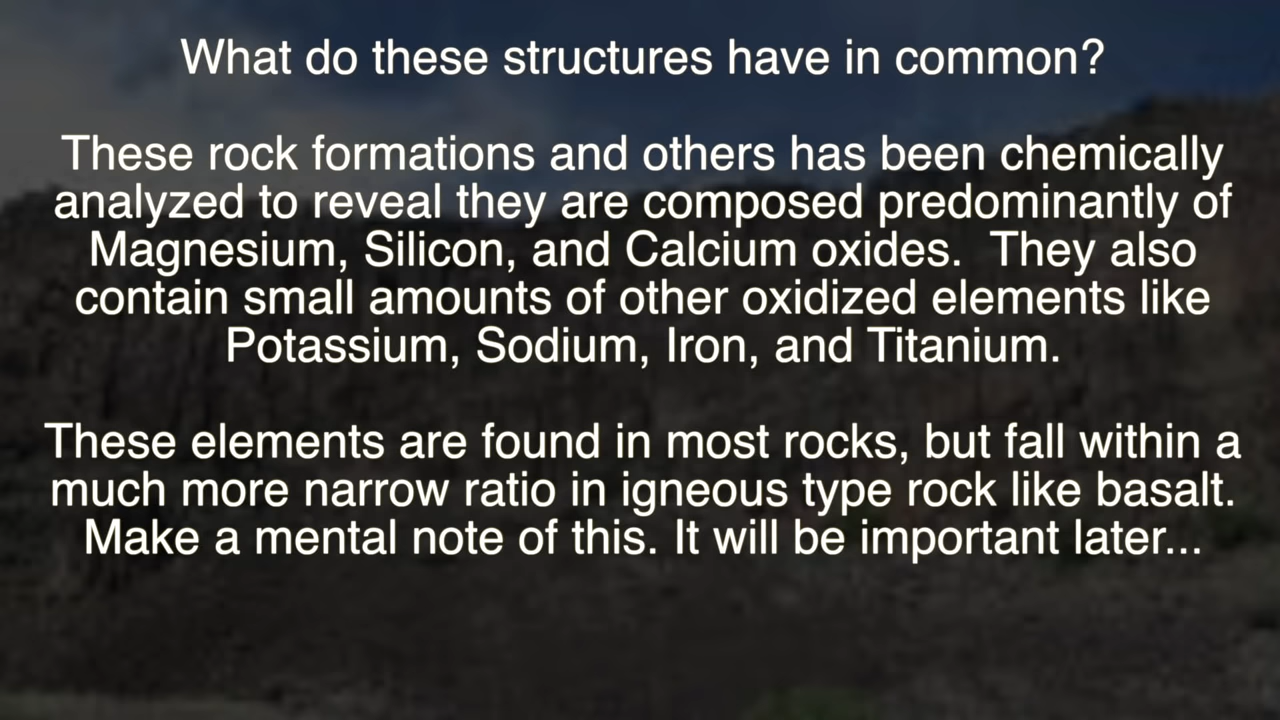 What do these structures have in common?
These rock formations and others has been chemically
analyzed to reveal they are composed predominantly of
Magnesium, Silicon, and Calcium oxides.  They also
contain small amounts of other oxidized elements like
Potassium, Sodium, Iron, and Titanium.
These elements are found in most rocks, but fall within a
much more narrow ratio in igneous type rock like basalt.
Make a mental note of this. It will be important later...